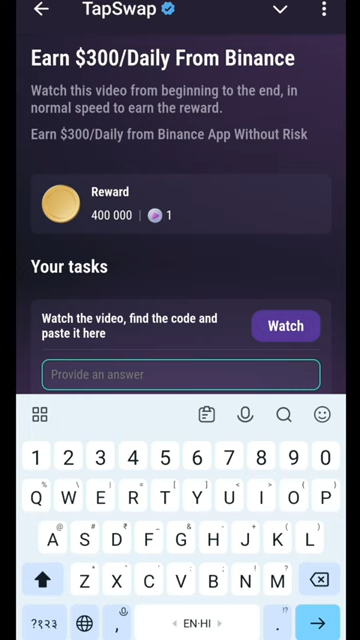 TapSwap
Earn $300/Daily From Binance
Watch this video from beginning to the end, in
normal speed to earn the reward.
Earn $300/Daily from Binance App Without Risk
Reward
400 000 | 1
Your tasks
Watch the video, find the code and
paste it here
Watch
Provide an answer
1 2 3 4 5 6 7 8 9 0
% \ | = [ ] < > { }
Q W E R T Y U I O P
@ # ₹ _ & - + ( )
A S D F G H J K L
* " ' : ; ! ?
Z X C V B N M
?१२३ , EN·HI . !?